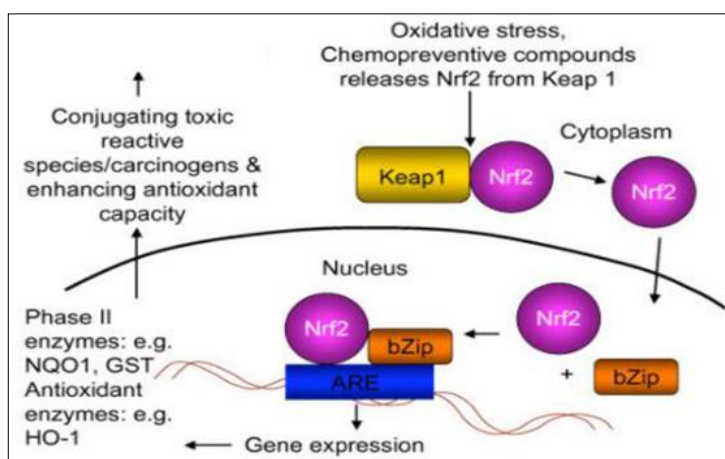 Oxidative stress,
Chemopreventive compounds
releases Nrf2 from Keap 1
Conjugating toxic
reactive
species/carcinogens &
enhancing antioxidant
capacity
Cytoplasm
Keap1
Nrf2
Nrf2
Nucleus
Nrf2
bZip
ARE
Nrf2
+
bZip
Phase II
enzymes: e.g.
NQO1, GST
Antioxidant
enzymes: e.g.
HO-1
Gene expression